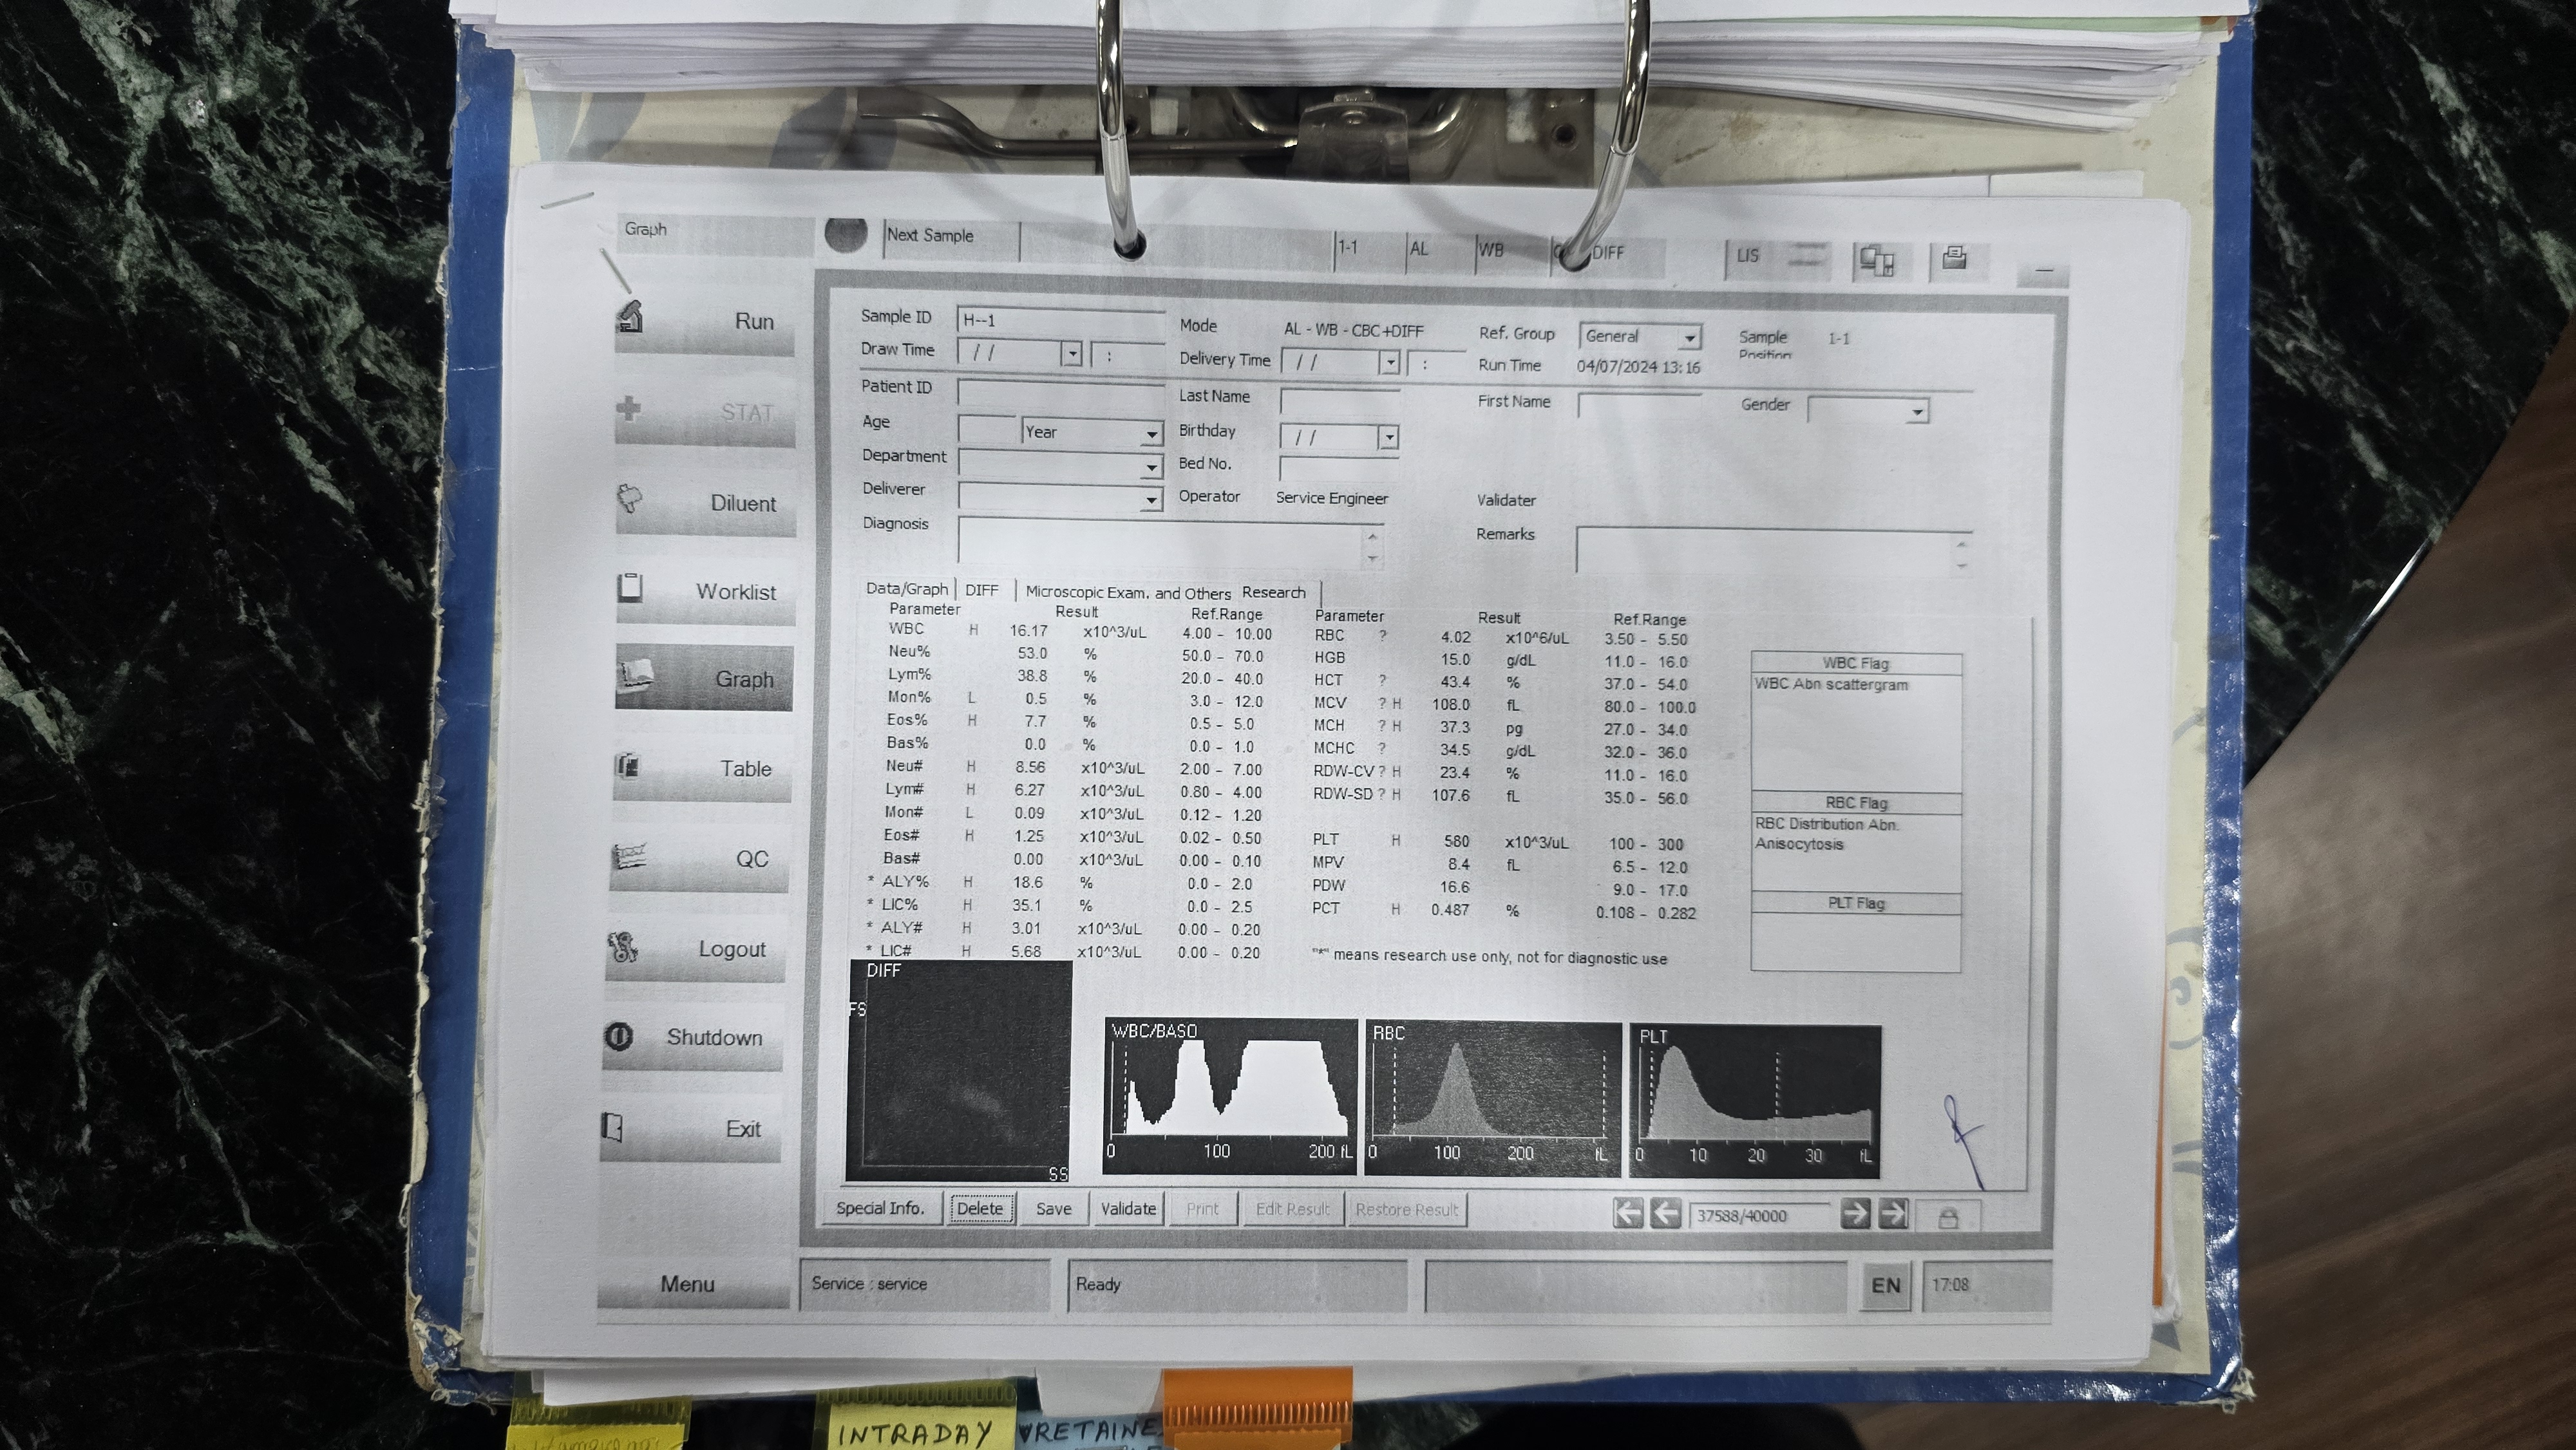 Graph
Next Sample
1-1 AL WB DIFF LIS
Run
STAT
Diluent
Worklist
Graph
Table
QC
Logout
Shutdown
Exit
Menu
Sample ID H--1 Mode AL - WB - CBC+DIFF Ref. Group General Sample 1-1
Draw Time / / : Delivery Time / / : Run Time 04/07/2024 13:16 Position
Patient ID Last Name First Name Gender
Age Year Birthday / /
Department Bed No.
Deliverer Operator Service Engineer Validater
Diagnosis Remarks
Data/Graph DIFF Microscopic Exam. and Others Research
Parameter Result Ref.Range Parameter Result Ref.Range
WBC H 16.17 x10^3/uL 4.00 - 10.00 RBC ? 4.02 x10^6/uL 3.50 - 5.50
Neu% 53.0 % 50.0 - 70.0 HGB 15.0 g/dL 11.0 - 16.0
Lym% 38.8 % 20.0 - 40.0 HCT ? 43.4 % 37.0 - 54.0
Mon% L 0.5 % 3.0 - 12.0 MCV ? H 108.0 fL 80.0 - 100.0
Eos% H 7.7 % 0.5 - 5.0 MCH ? H 37.3 pg 27.0 - 34.0
Bas% 0.0 % 0.0 - 1.0 MCHC ? 34.5 g/dL 32.0 - 36.0
Neu# H 8.56 x10^3/uL 2.00 - 7.00 RDW-CV ? H 23.4 % 11.0 - 16.0
Lym# H 6.27 x10^3/uL 0.80 - 4.00 RDW-SD ? H 107.6 fL 35.0 - 56.0
Mon# L 0.09 x10^3/uL 0.12 - 1.20
Eos# H 1.25 x10^3/uL 0.02 - 0.50 PLT H 580 x10^3/uL 100 - 300
Bas# 0.00 x10^3/uL 0.00 - 0.10 MPV 8.4 fL 6.5 - 12.0
* ALY% H 18.6 % 0.0 - 2.0 PDW 16.6 9.0 - 17.0
* LIC% H 35.1 % 0.0 - 2.5 PCT H 0.487 % 0.108 - 0.282
* ALY# H 3.01 x10^3/uL 0.00 - 0.20
* LIC# H 5.68 x10^3/uL 0.00 - 0.20 "*" means research use only, not for diagnostic use
WBC Flag
WBC Abn scattergram
RBC Flag
RBC Distribution Abn.
Anisocytosis
PLT Flag
DIFF
FS
SS
WBC/BASO
0 100 200 fL
RBC
0 100 200 fL
PLT
0 10 20 30 fL
Special Info. Delete Save Validate Print Edit Result Restore Result 37588/40000
Service : service Ready EN 17:08
INTRADAY
RETAINE